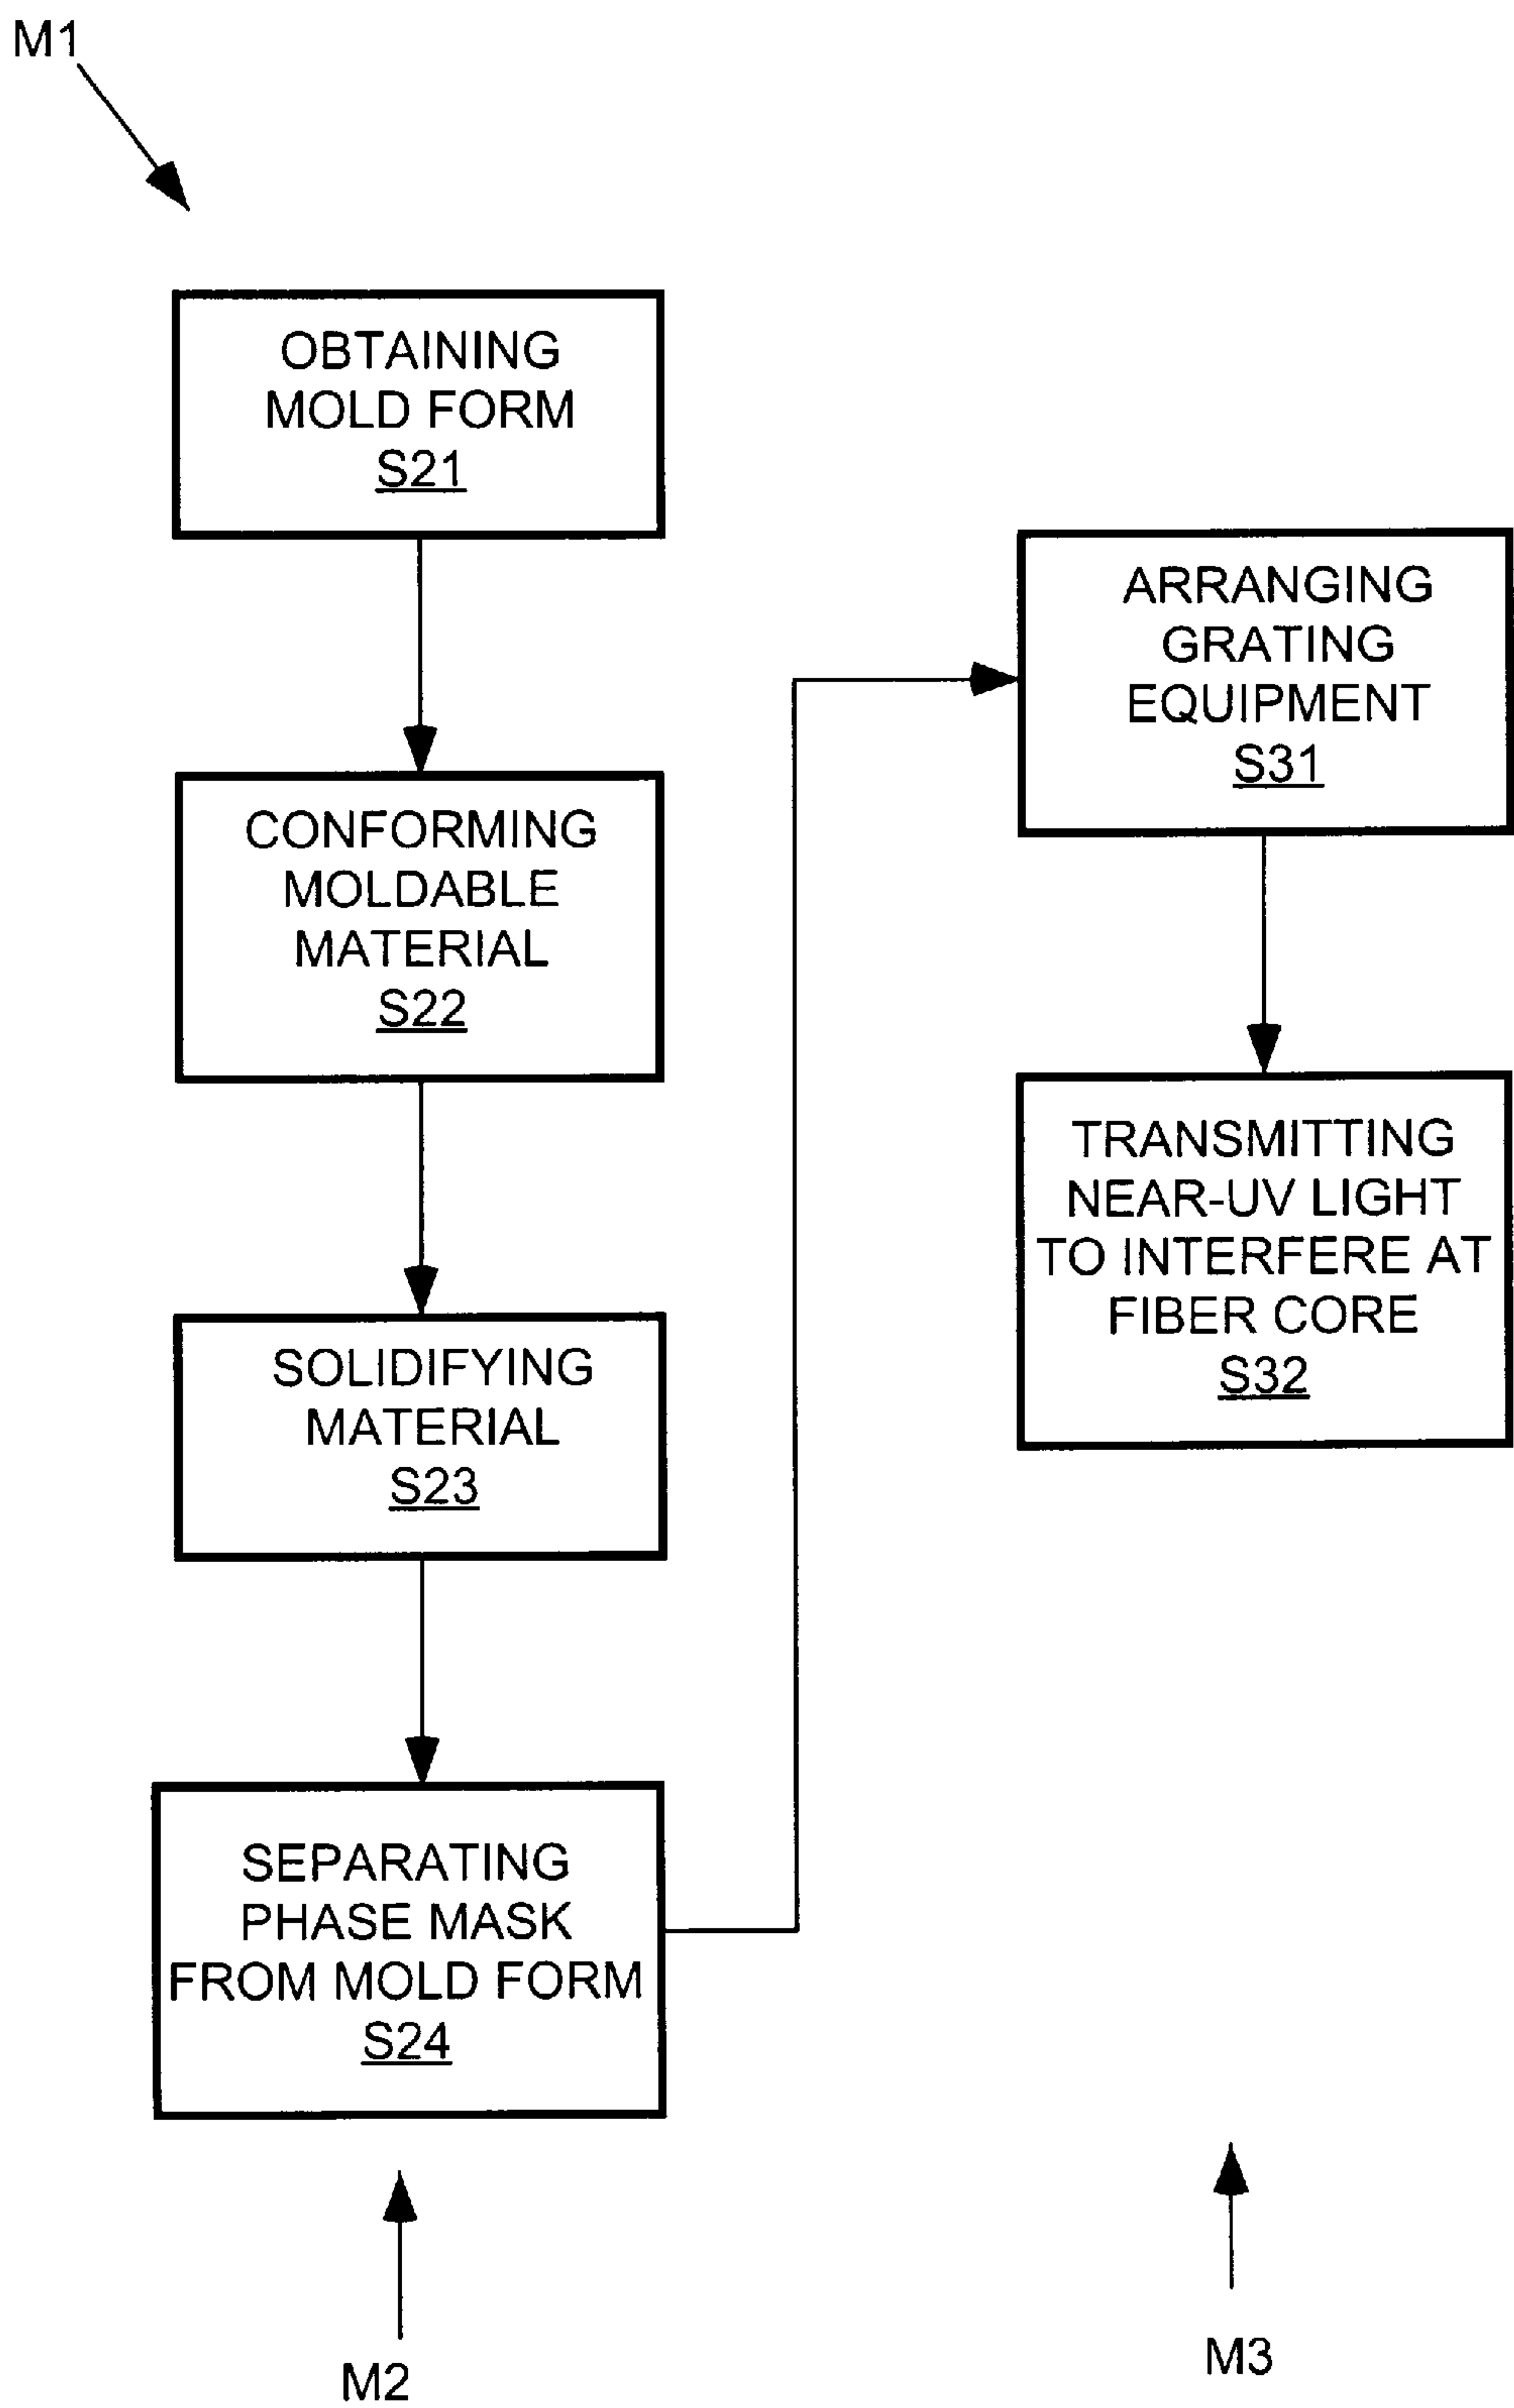 M1
OBTAINING
MOLD FORM
S21
CONFORMING
MOLDABLE
MATERIAL
S22
SOLIDIFYING
MATERIAL
S23
SEPARATING
PHASE MASK
FROM MOLD FORM
S24
M2
ARRANGING
GRATING
EQUIPMENT
S31
TRANSMITTING
NEAR-UV LIGHT
TO INTERFERE AT
FIBER CORE
S32
M3